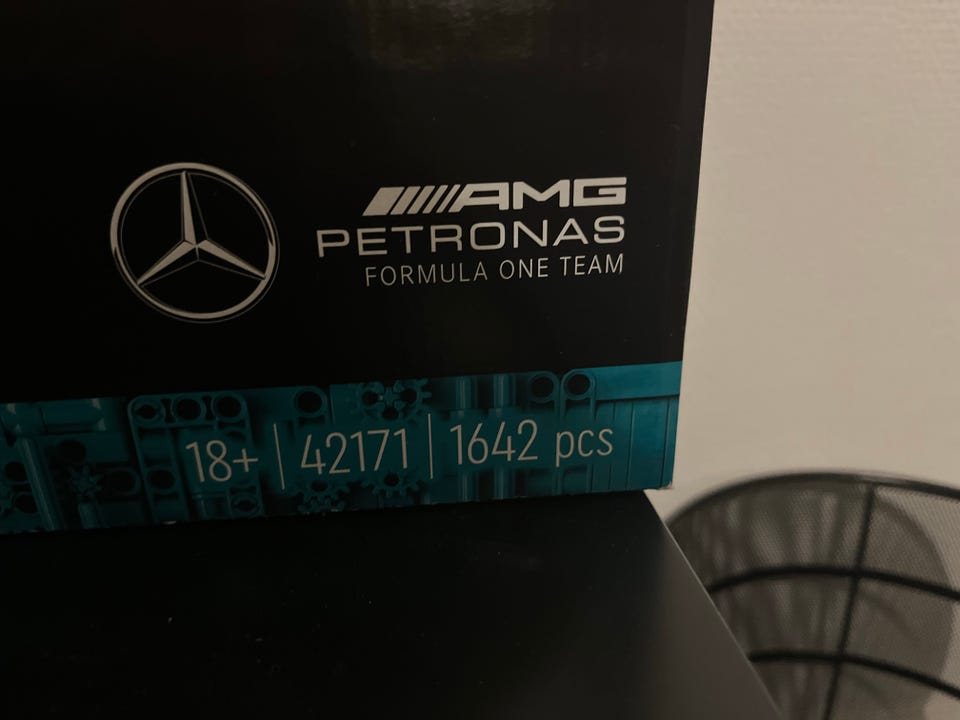 AMG
PETRONAS
FORMULA ONE TEAM
18+ | 42171 | 1642 pcs